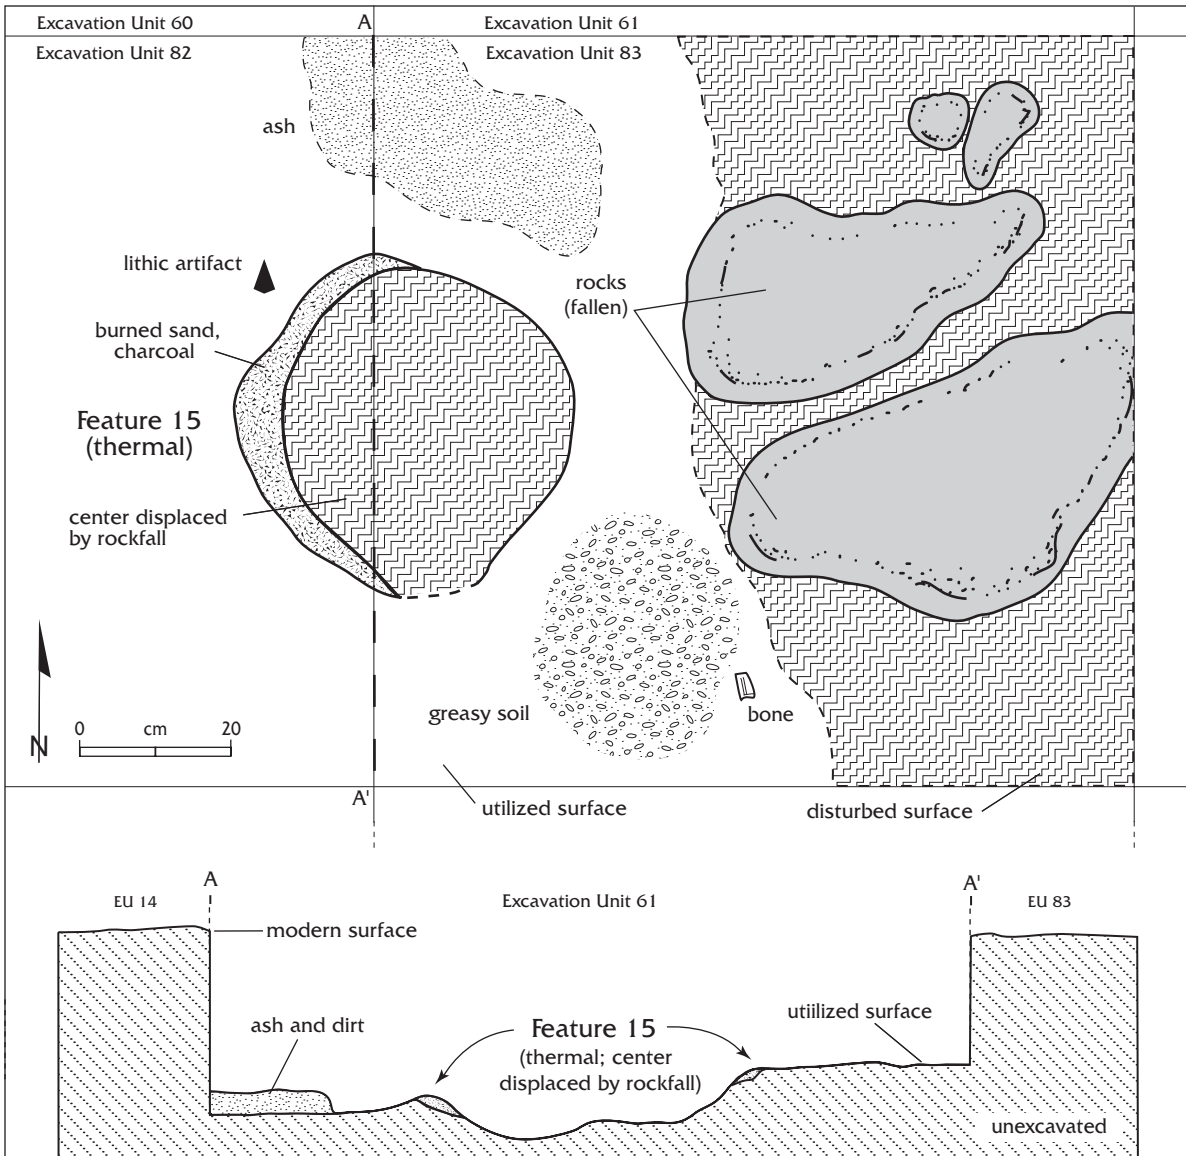 Excavation Unit 60
A
Excavation Unit 61
Excavation Unit 82
Excavation Unit 83
ash
lithic artifact
rocks
(fallen)
burned sand,
charcoal
Feature 15
(thermal)
center displaced
by rockfall
greasy soil
bone
0
cm
20
N
A'
utilized surface
disturbed surface
A
A'
EU 14
Excavation Unit 61
EU 83
modern surface
ash and dirt
Feature 15
(thermal; center
displaced by rockfall)
utiilized surface
unexcavated